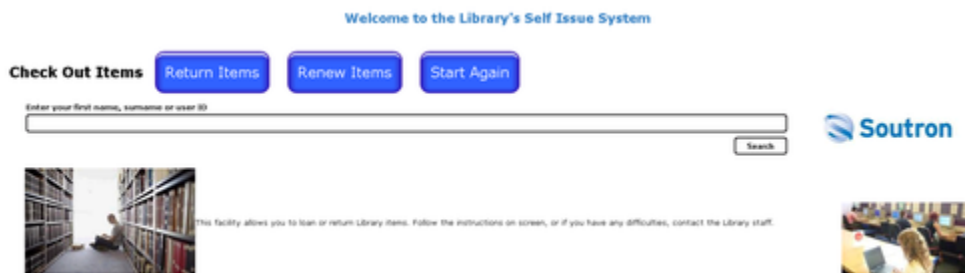 Welcome to the Library's Self Issue System
Check Out Items Return Items Renew Items Start Again
Enter your first name, surname or user ID
Search
Soutron
This facility allows you to loan or return Library items. Follow the instructions on screen, or if you have any difficulties, contact the Library staff.